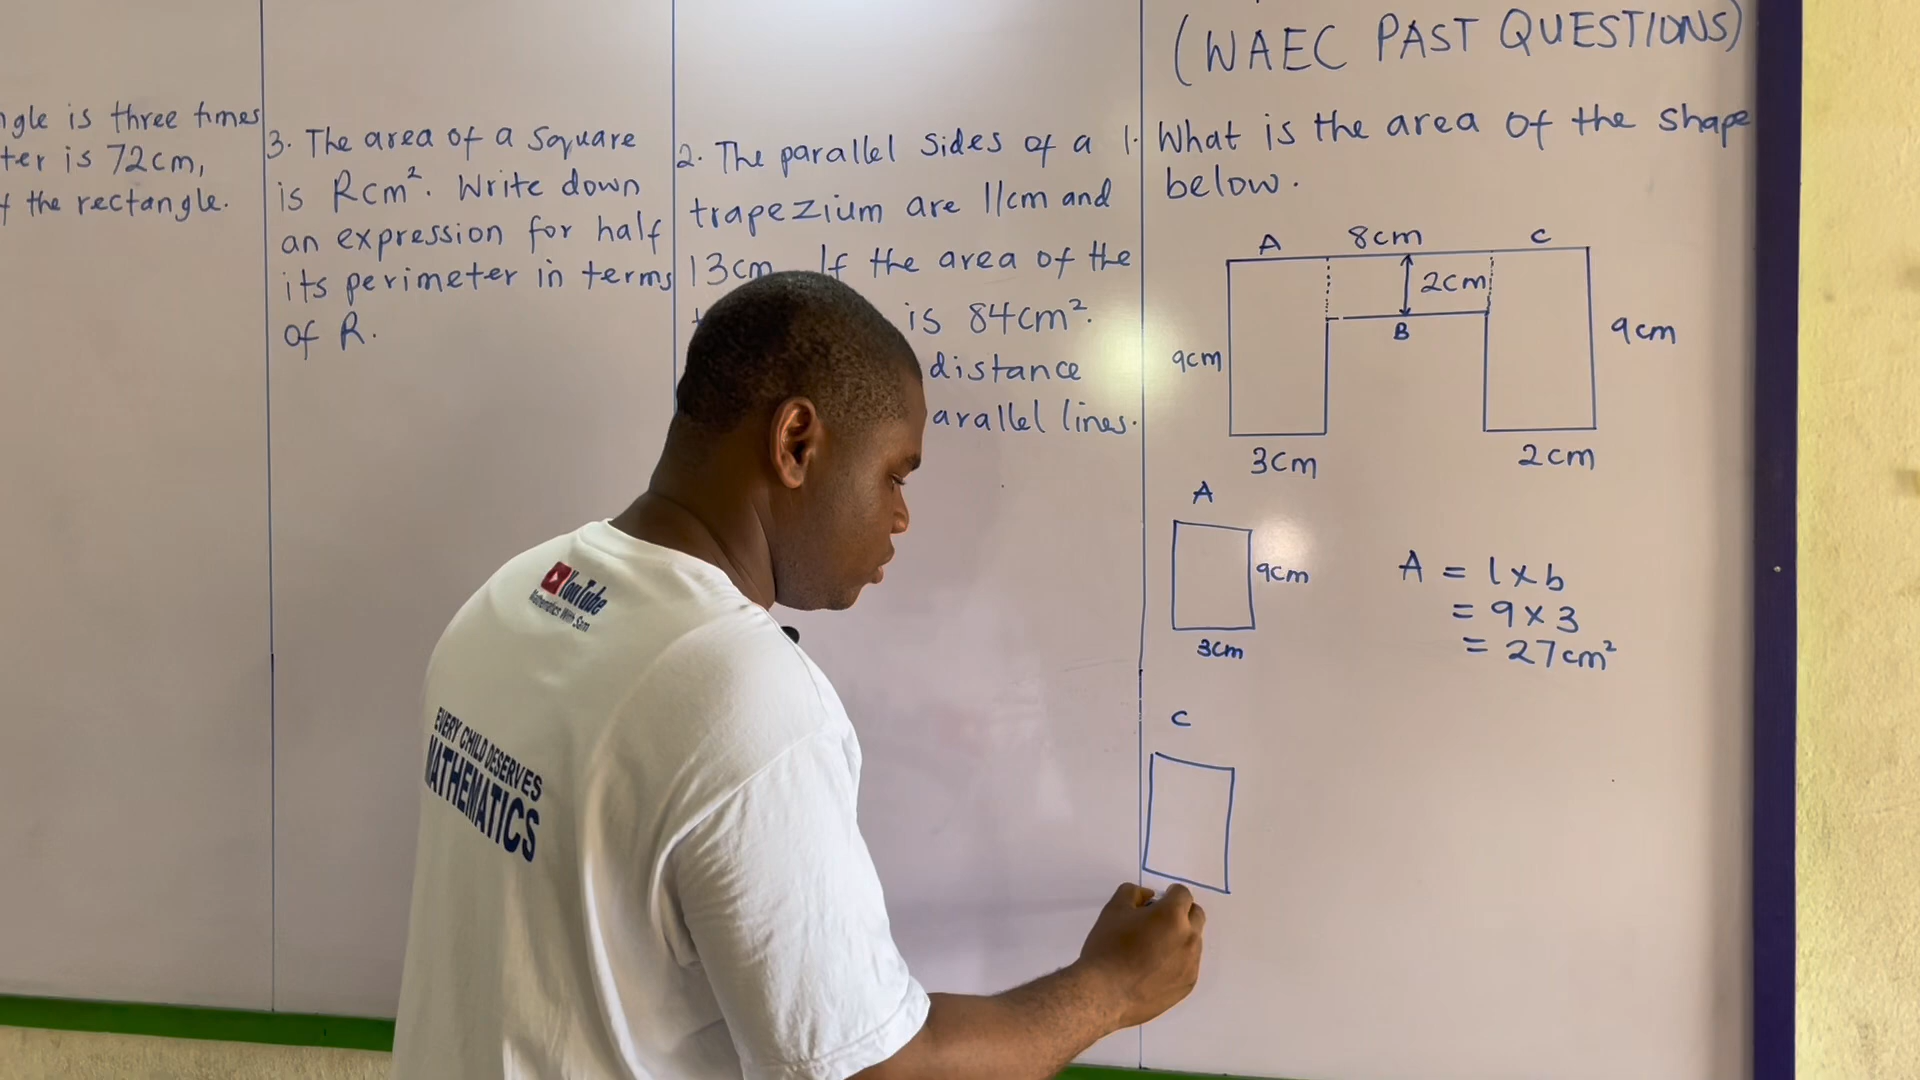 (WAEC PAST QUESTIONS)
1. What is the area of the shape
below.
A 8cm C
2cm
B
9cm
9cm
3cm
2cm
A
9cm
3cm
A = l x b
= 9 x 3
= 27cm²
C
2. The parallel sides of a
trapezium are 11cm and
13cm. If the area of the
is 84cm².
distance
arallel lines.
3. The area of a square
is Rcm². Write down
an expression for half
its perimeter in terms
of R.
ngle is three times
ter is 72cm,
f the rectangle.
YouTube
Mathematics With Sam
EVERY CHILD DESERVES
MATHEMATICS